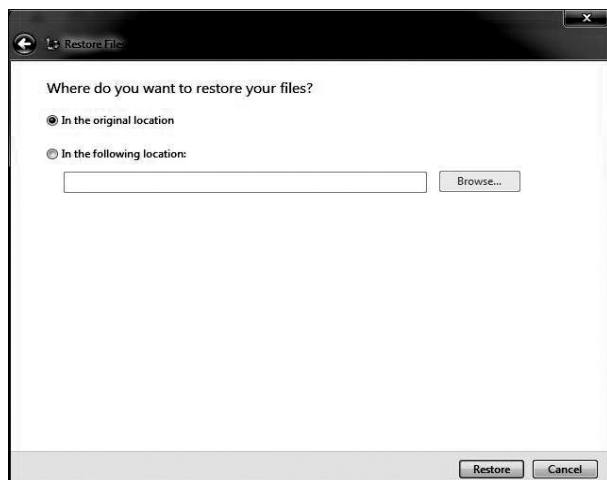 x
Restore Files
Where do you want to restore your files?
In the original location
In the following location:
Browse...
Restore
Cancel